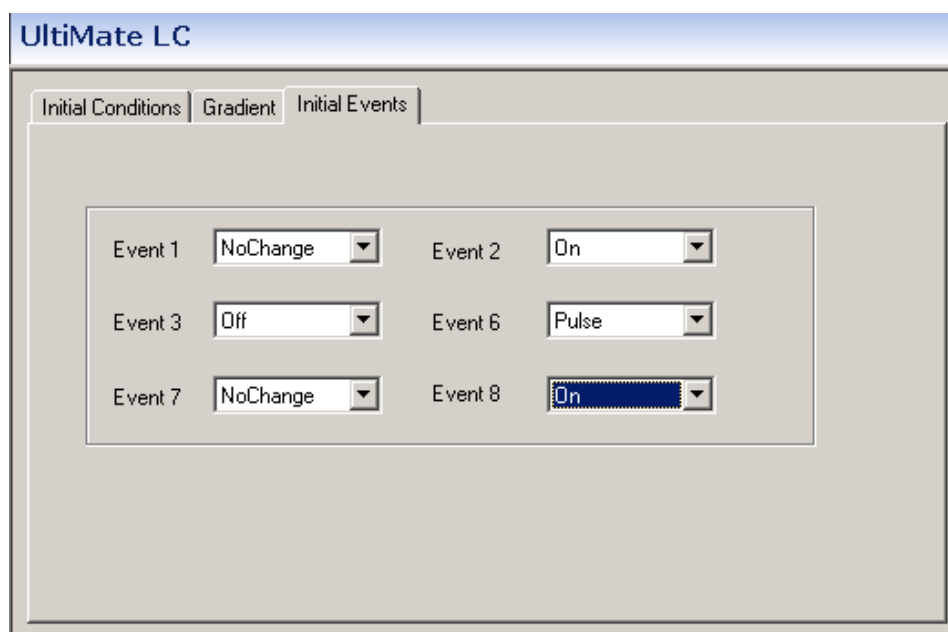 UltiMate LC
Initial Conditions Gradient Initial Events
Event 1 NoChange Event 2 On
Event 3 Off Event 6 Pulse
Event 7 NoChange Event 8 On